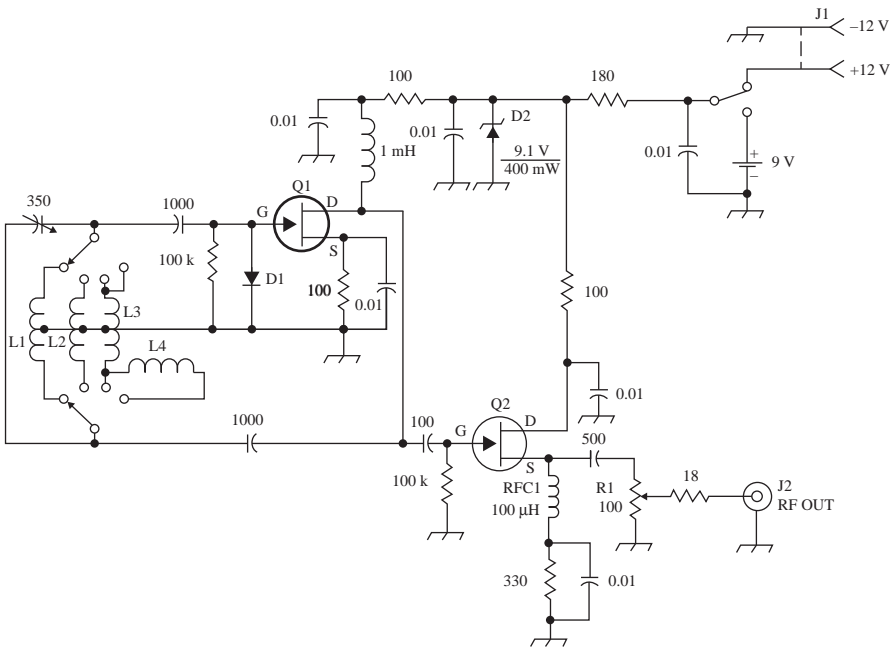 J1
–12 V
+12 V
100
180
0.01
1 mH
0.01
D2
9.1 V
400 mW
0.01
+
–
9 V
350
1000
Q1
G
D
S
100 k
D1
100
0.01
100
L1
L2
L3
L4
0.01
1000
100
Q2
G
D
S
500
100 k
RFC1
100 µH
R1
100
18
J2
RF OUT
330
0.01